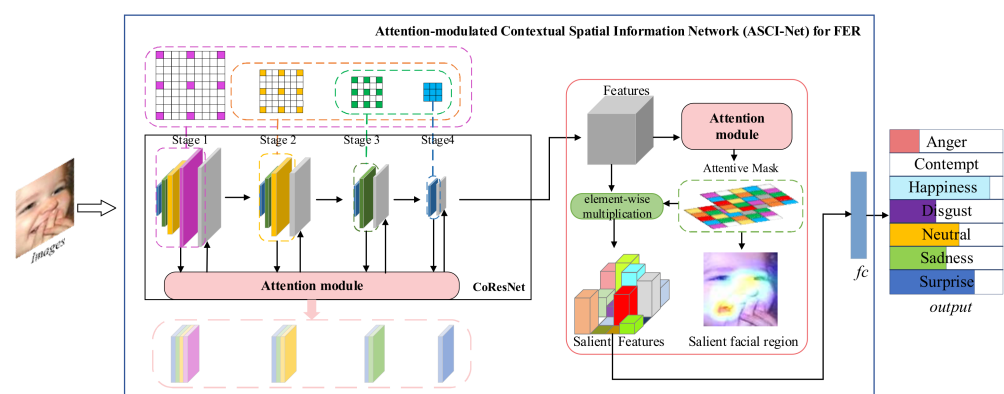 Attention-modulated Contextual Spatial Information Network (ASCI-Net) for FER
Stage 1
Stage 2
Stage 3
Stage4
Attention module
CoResNet
images
Features
Attention
module
Attentive Mask
element-wise
multiplication
Salient Features
Salient facial region
fc
Anger
Contempt
Happiness
Disgust
Neutral
Sadness
Surprise
output